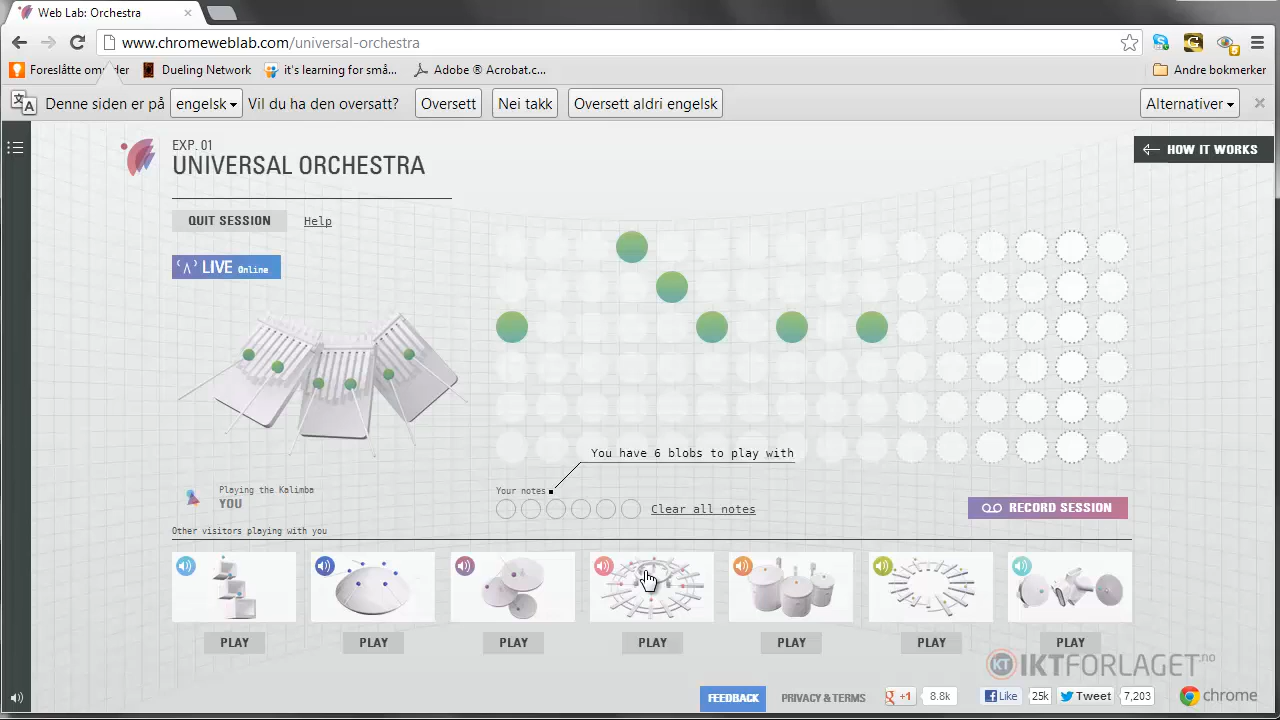 Web Lab: Orchestra
www.chromeweblab.com/universal-orchestra
Foreslåtte områder
Dueling Network
it's learning for små...
Adobe ® Acrobat.c...
Andre bokmerker
Denne siden er på
engelsk
Vil du ha den oversatt?
Oversett
Nei takk
Oversett aldri engelsk
Alternativer
EXP. 01
UNIVERSAL ORCHESTRA
HOW IT WORKS
QUIT SESSION
Help
LIVE Online
You have 6 blobs to play with
Playing the Kalimba
YOU
Your notes
Clear all notes
RECORD SESSION
Other visitors playing with you
PLAY
PLAY
PLAY
PLAY
PLAY
PLAY
PLAY
IKTFORLAGET.no
FEEDBACK
PRIVACY & TERMS
+1
8.8k
Like
25k
Tweet
7,203
chrome